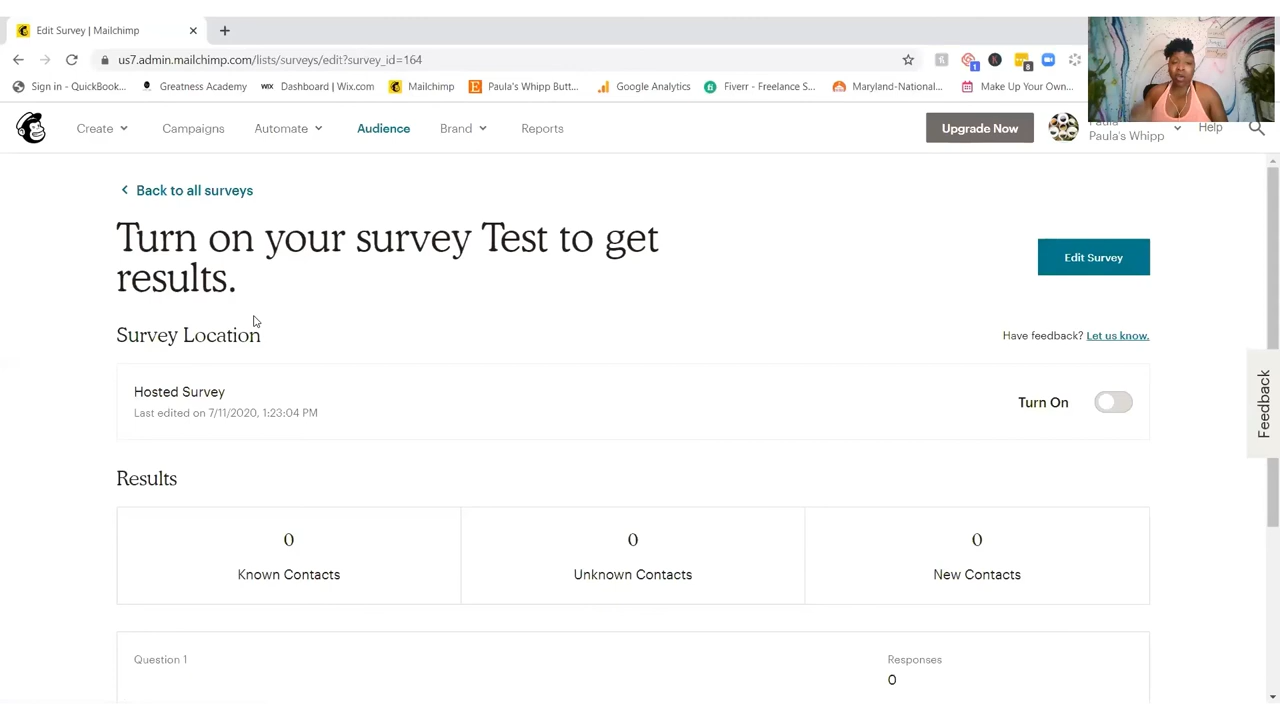 Edit Survey | Mailchimp
us7.admin.mailchimp.com/lists/surveys/edit?survey_id=164
1
8
Sign in - QuickBook...
Greatness Academy
WIX
Dashboard | Wix.com
Mailchimp
Paula's Whipp Butt...
Google Analytics
Fiverr - Freelance S...
Maryland-National...
Make Up Your Own...
Create
Campaigns
Automate
Audience
Brand
Reports
Upgrade Now
Paula
Paula's Whipp
Help
Back to all surveys
Turn on your survey Test to get
results.
Edit Survey
Survey Location
Have feedback? Let us know.
Hosted Survey
Last edited on 7/11/2020, 1:23:04 PM
Turn On
Feedback
Results
0
Known Contacts
0
Unknown Contacts
0
New Contacts
Question 1
Responses
0